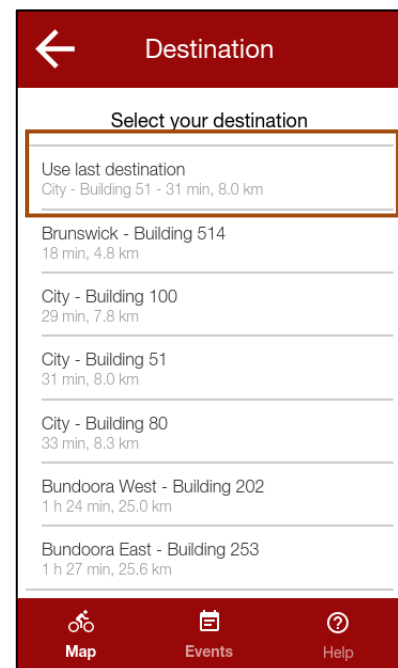 Destination
Select your destination
Use last destination
City - Building 51 - 31 min, 8.0 km
Brunswick - Building 514
18 min, 4.8 km
City - Building 100
29 min, 7.8 km
City - Building 51
31 min, 8.0 km
City - Building 80
33 min, 8.3 km
Bundoora West - Building 202
1 h 24 min, 25.0 km
Bundoora East - Building 253
1 h 27 min, 25.6 km
Map Events Help